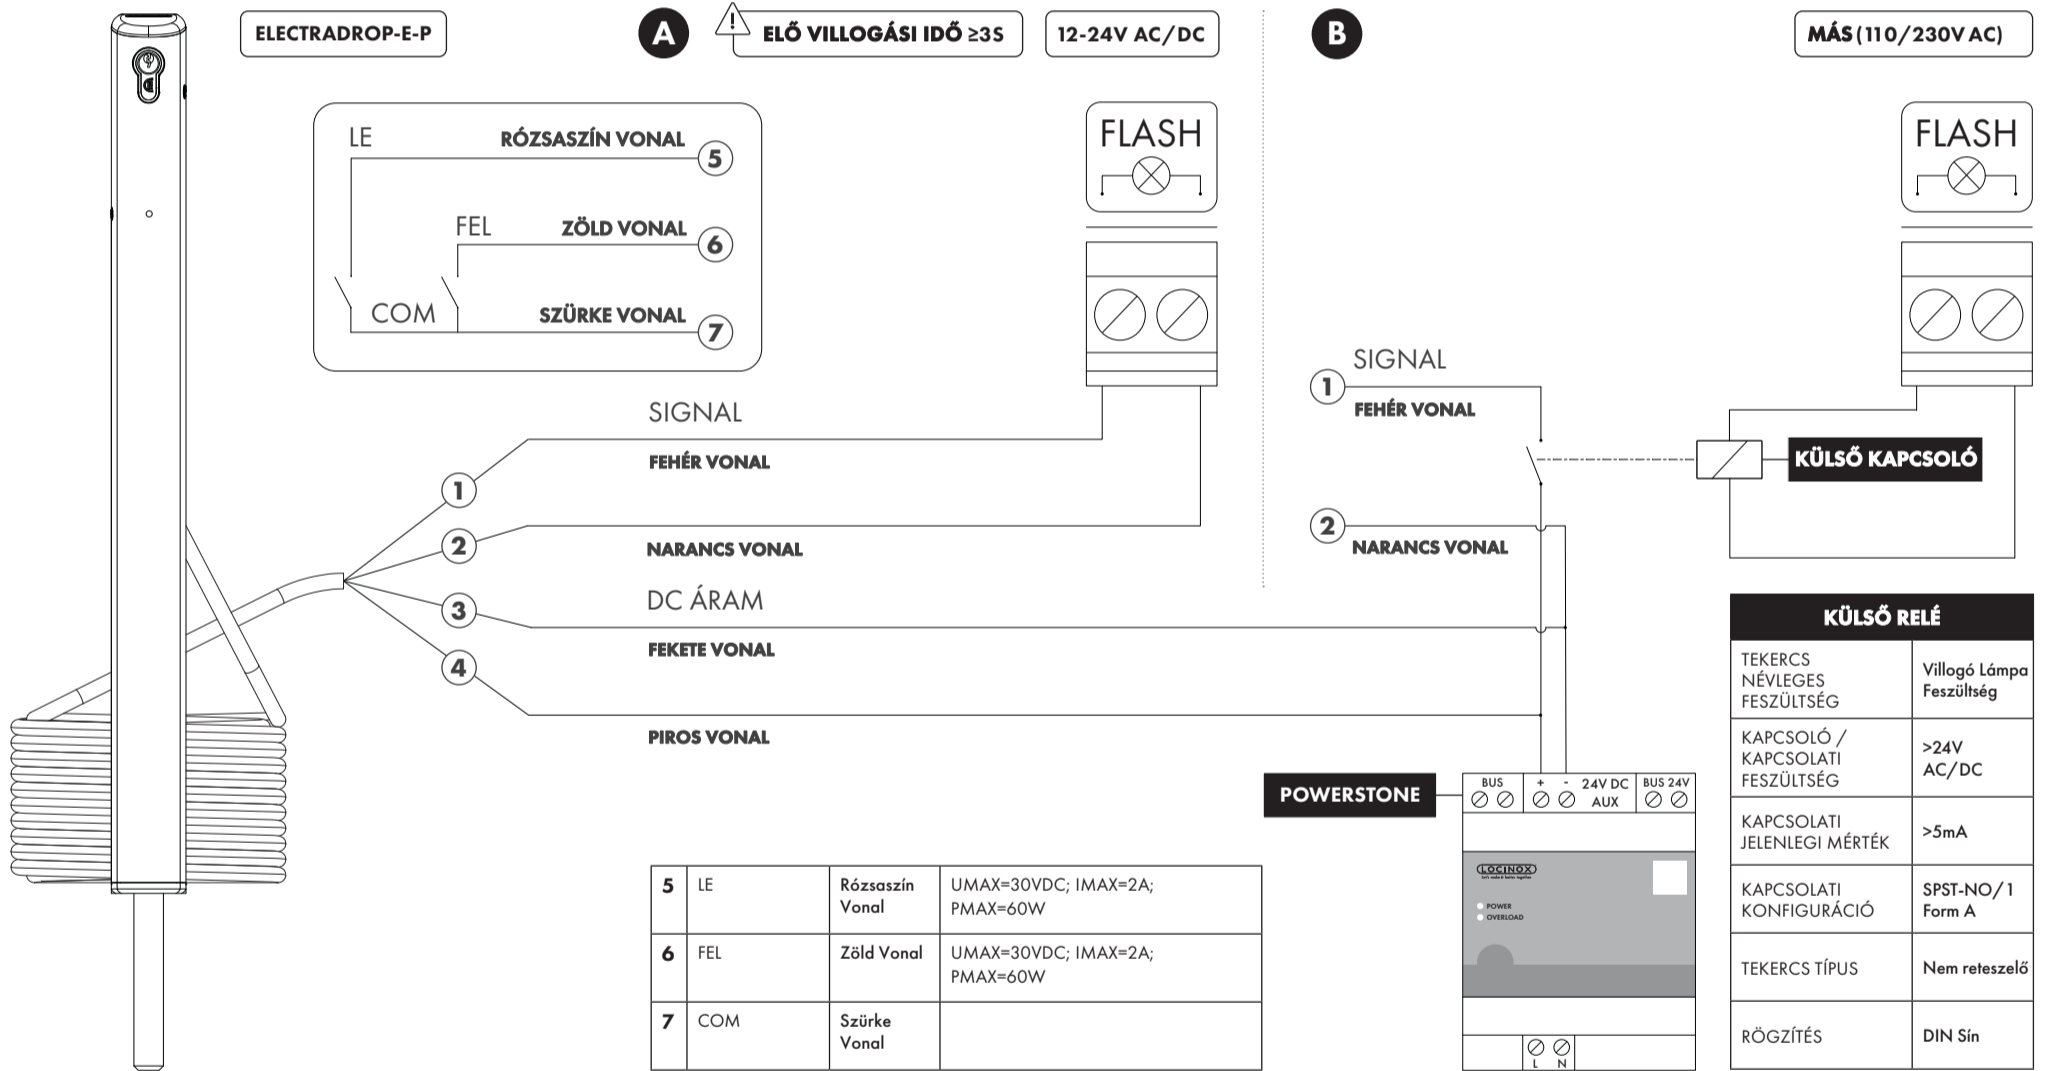 ELECTRADROP-E-P
A
! ELŐ VILLOGÁSI IDŐ ≥3S
12-24V AC/DC
B
MÁS (110/230V AC)
LE
RÓZSASZÍN VONAL
5
FEL
ZÖLD VONAL
6
COM
SZÜRKE VONAL
7
FLASH
FLASH
SIGNAL
1
FEHÉR VONAL
2
NARANCS VONAL
3
DC ÁRAM
FEKETE VONAL
4
PIROS VONAL
SIGNAL
1
FEHÉR VONAL
KÜLSŐ KAPCSOLÓ
2
NARANCS VONAL
POWERSTONE
BUS
+ - 24V DC
AUX
BUS 24V
LOCINOX
Let's make it better together
POWER
OVERLOAD
L N
5 LE Rózsaszín UMAX=30VDC; IMAX=2A;
Vonal PMAX=60W
6 FEL Zöld Vonal UMAX=30VDC; IMAX=2A;
PMAX=60W
7 COM Szürke
Vonal
KÜLSŐ RELÉ
TEKERCS
NÉVLEGES
FESZÜLTSÉG
Villogó Lámpa
Feszültség
KAPCSOLÓ /
KAPCSOLATI
FESZÜLTSÉG
>24V
AC/DC
KAPCSOLATI
JELENLEGI MÉRTÉK
>5mA
KAPCSOLATI
KONFIGURÁCIÓ
SPST-NO/1
Form A
TEKERCS TÍPUS
Nem reteszelő
RÖGZÍTÉS
DIN Sín